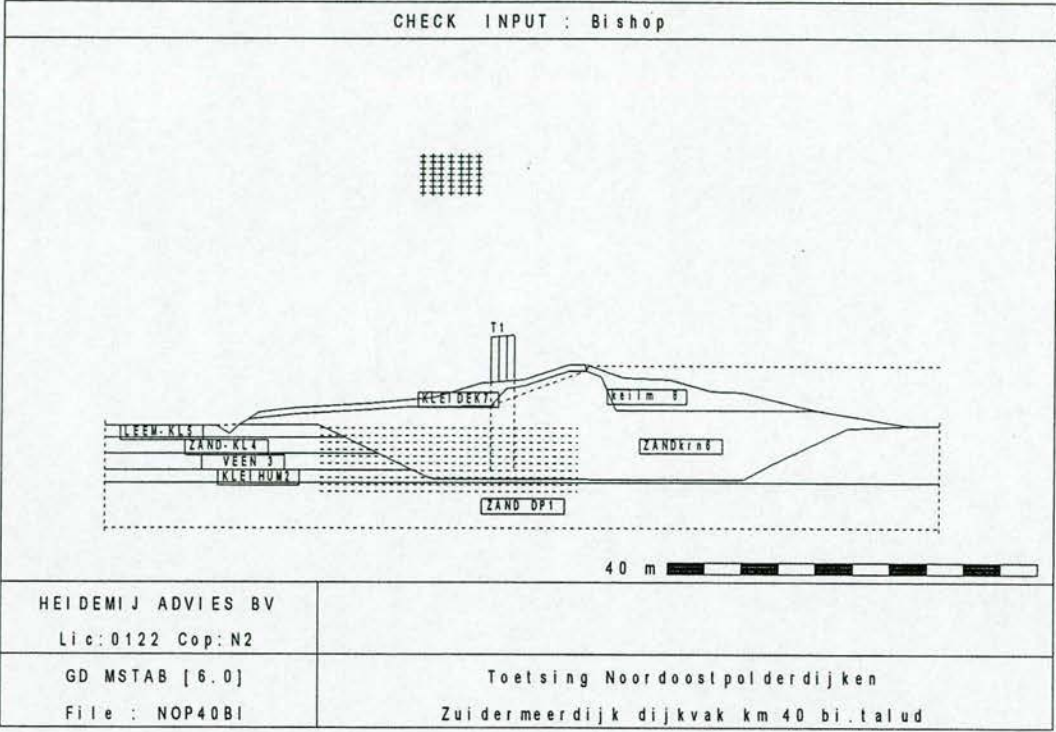 CHECK INPUT : Bishop
T1
KLEIDEK7
keilm 8
LEEM-KL5
ZAND-KL4
ZANDkrn6
VEEN 3
KLEIHUM2
ZAND DP1
40 m
HEIDEMIJ ADVIES BV
Lic:0122 Cop:N2
GD MSTAB [6.0]
Toetsing Noordoostpolderdijken
File : NOP40BI
Zuidermeerdijk dijkvak km 40 bi.talud